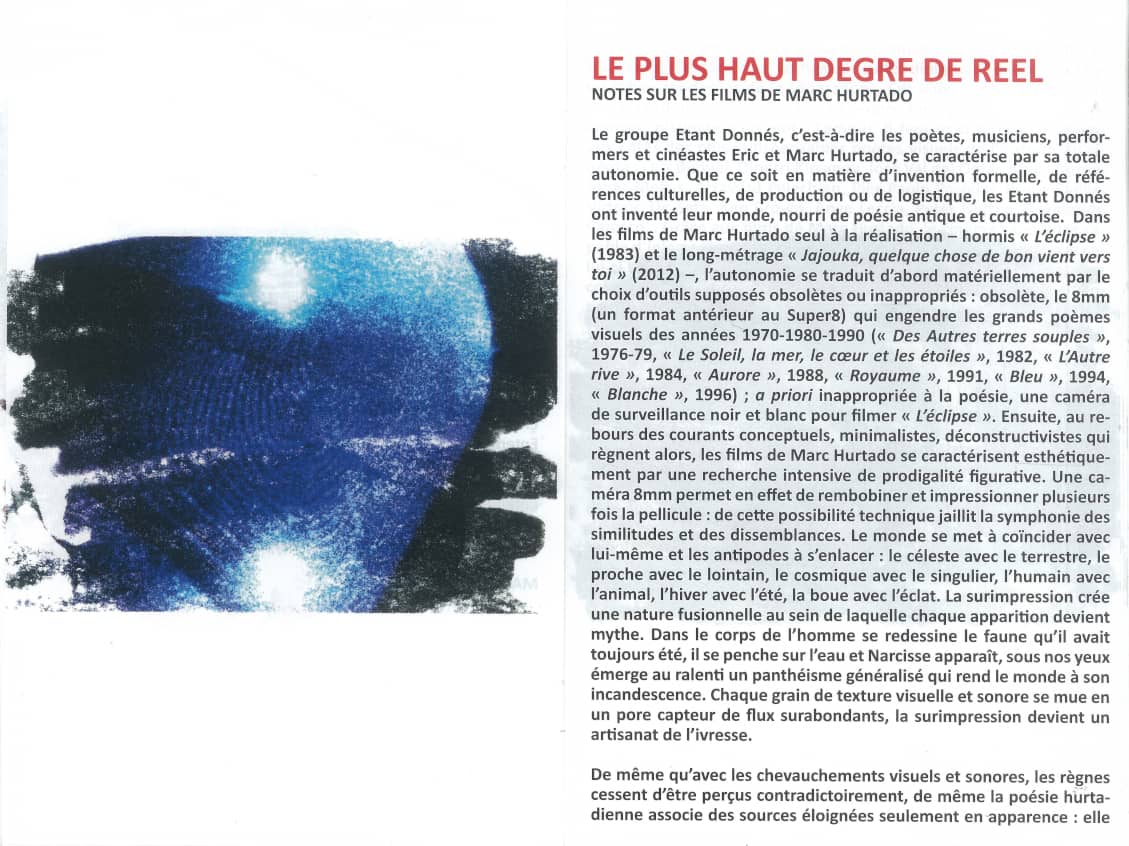 LE PLUS HAUT DEGRE DE REEL
NOTES SUR LES FILMS DE MARC HURTADO
Le groupe Etant Donnés, c’est-à-dire les poètes, musiciens, perfor-
mers et cinéastes Eric et Marc Hurtado, se caractérise par sa totale
autonomie. Que ce soit en matière d’invention formelle, de réfé-
rences culturelles, de production ou de logistique, les Etant Donnés
ont inventé leur monde, nourri de poésie antique et courtoise.  Dans
les films de Marc Hurtado seul à la réalisation – hormis « L’éclipse »
(1983) et le long-métrage « Jajouka, quelque chose de bon vient vers
toi » (2012) –, l’autonomie se traduit d’abord matériellement par le
choix d’outils supposés obsolètes ou inappropriés : obsolète, le 8mm
(un format antérieur au Super8) qui engendre les grands poèmes
visuels des années 1970-1980-1990 (« Des Autres terres souples »,
1976-79, « Le Soleil, la mer, le cœur et les étoiles », 1982, « L’Autre
rive », 1984, « Aurore », 1988, « Royaume », 1991, « Bleu », 1994,
« Blanche », 1996) ; a priori inappropriée à la poésie, une caméra
de surveillance noir et blanc pour filmer « L’éclipse ». Ensuite, au re-
bours des courants conceptuels, minimalistes, déconstructivistes qui
règnent alors, les films de Marc Hurtado se caractérisent esthétique-
ment par une recherche intensive de prodigalité figurative. Une ca-
méra 8mm permet en effet de rembobiner et impressionner plusieurs
fois la pellicule : de cette possibilité technique jaillit la symphonie des
similitudes et des dissemblances. Le monde se met à coïncider avec
lui-même et les antipodes à s’enlacer : le céleste avec le terrestre, le
proche avec le lointain, le cosmique avec le singulier, l’humain avec
l’animal, l’hiver avec l’été, la boue avec l’éclat. La surimpression crée
une nature fusionnelle au sein de laquelle chaque apparition devient
mythe. Dans le corps de l’homme se redessine le faune qu’il avait
toujours été, il se penche sur l’eau et Narcisse apparaît, sous nos yeux
émerge au ralenti un panthéisme généralisé qui rend le monde à son
incandescence. Chaque grain de texture visuelle et sonore se mue en
un pore capteur de flux surabondants, la surimpression devient un
artisanat de l’ivresse.
De même qu’avec les chevauchements visuels et sonores, les règnes
cessent d’être perçus contradictoirement, de même la poésie hurta-
dienne associe des sources éloignées seulement en apparence : elle